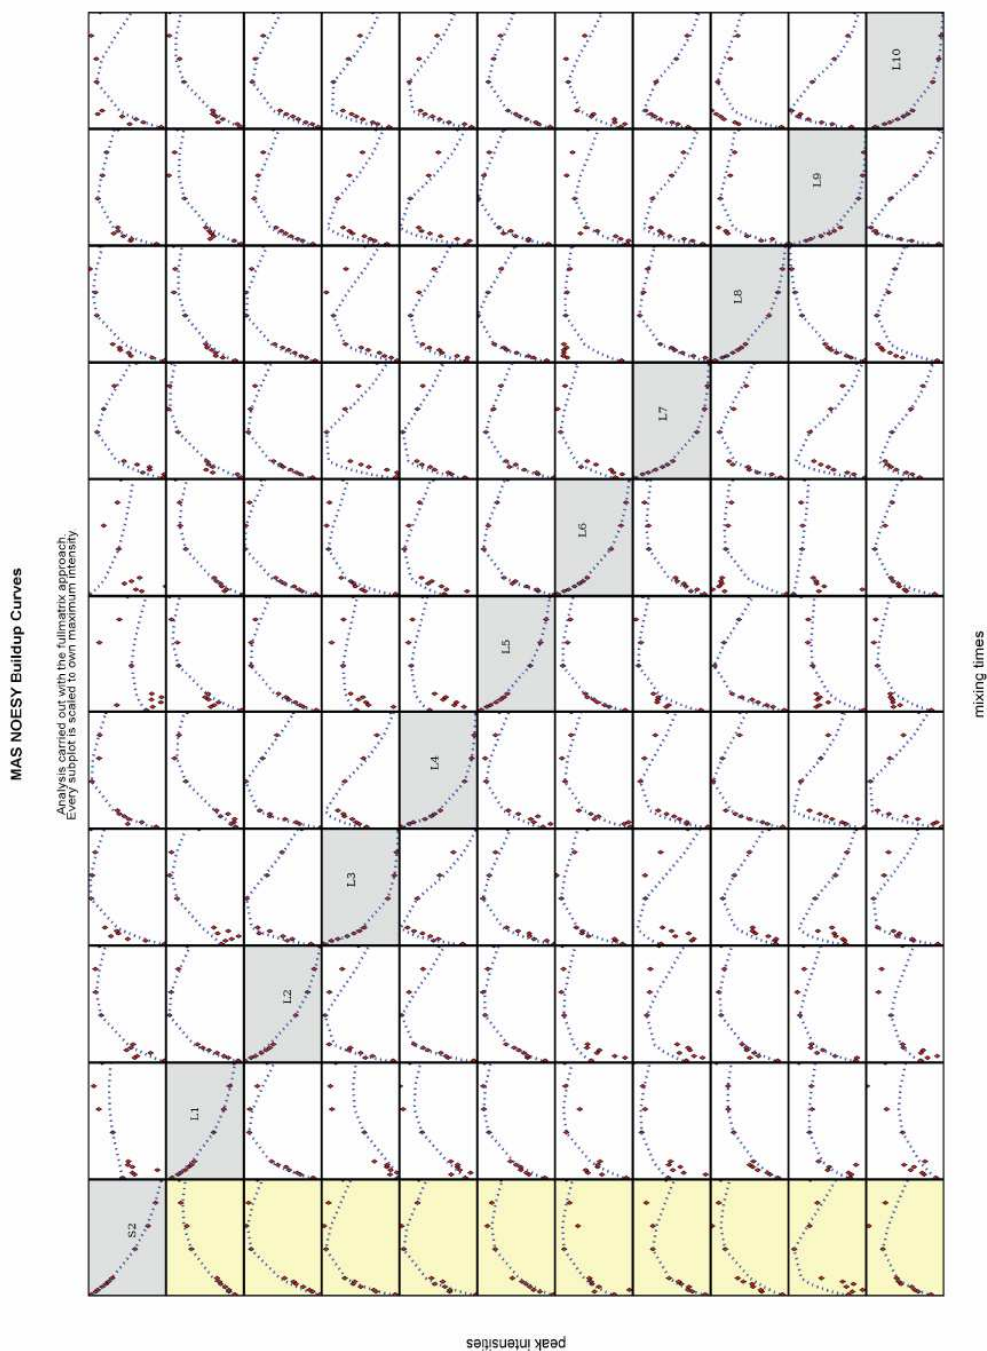 MAS NOESY Buildup Curves
Analysis carried out with the fullmatrix approach.
Every subplot is scaled to own maximum intensity.
S2
L1
L2
L3
L4
L5
L6
L7
L8
L9
L10
mixing times
peak intensities